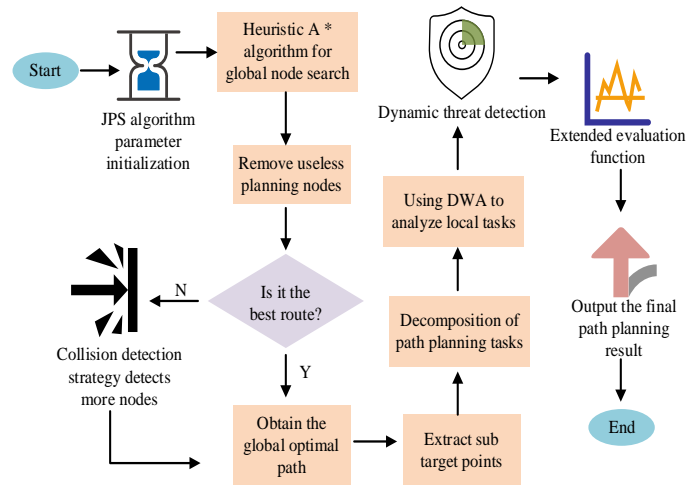 Start
JPS algorithm
parameter
initialization
Heuristic A *
algorithm for
global node search
Remove useless
planning nodes
Is it the
best route?
N
Collision detection
strategy detects
more nodes
Y
Obtain the
global optimal
path
Extract sub
target points
Decomposition of
path planning tasks
Using DWA to
analyze local tasks
Dynamic threat detection
Extended evaluation
function
Output the final
path planning
result
End